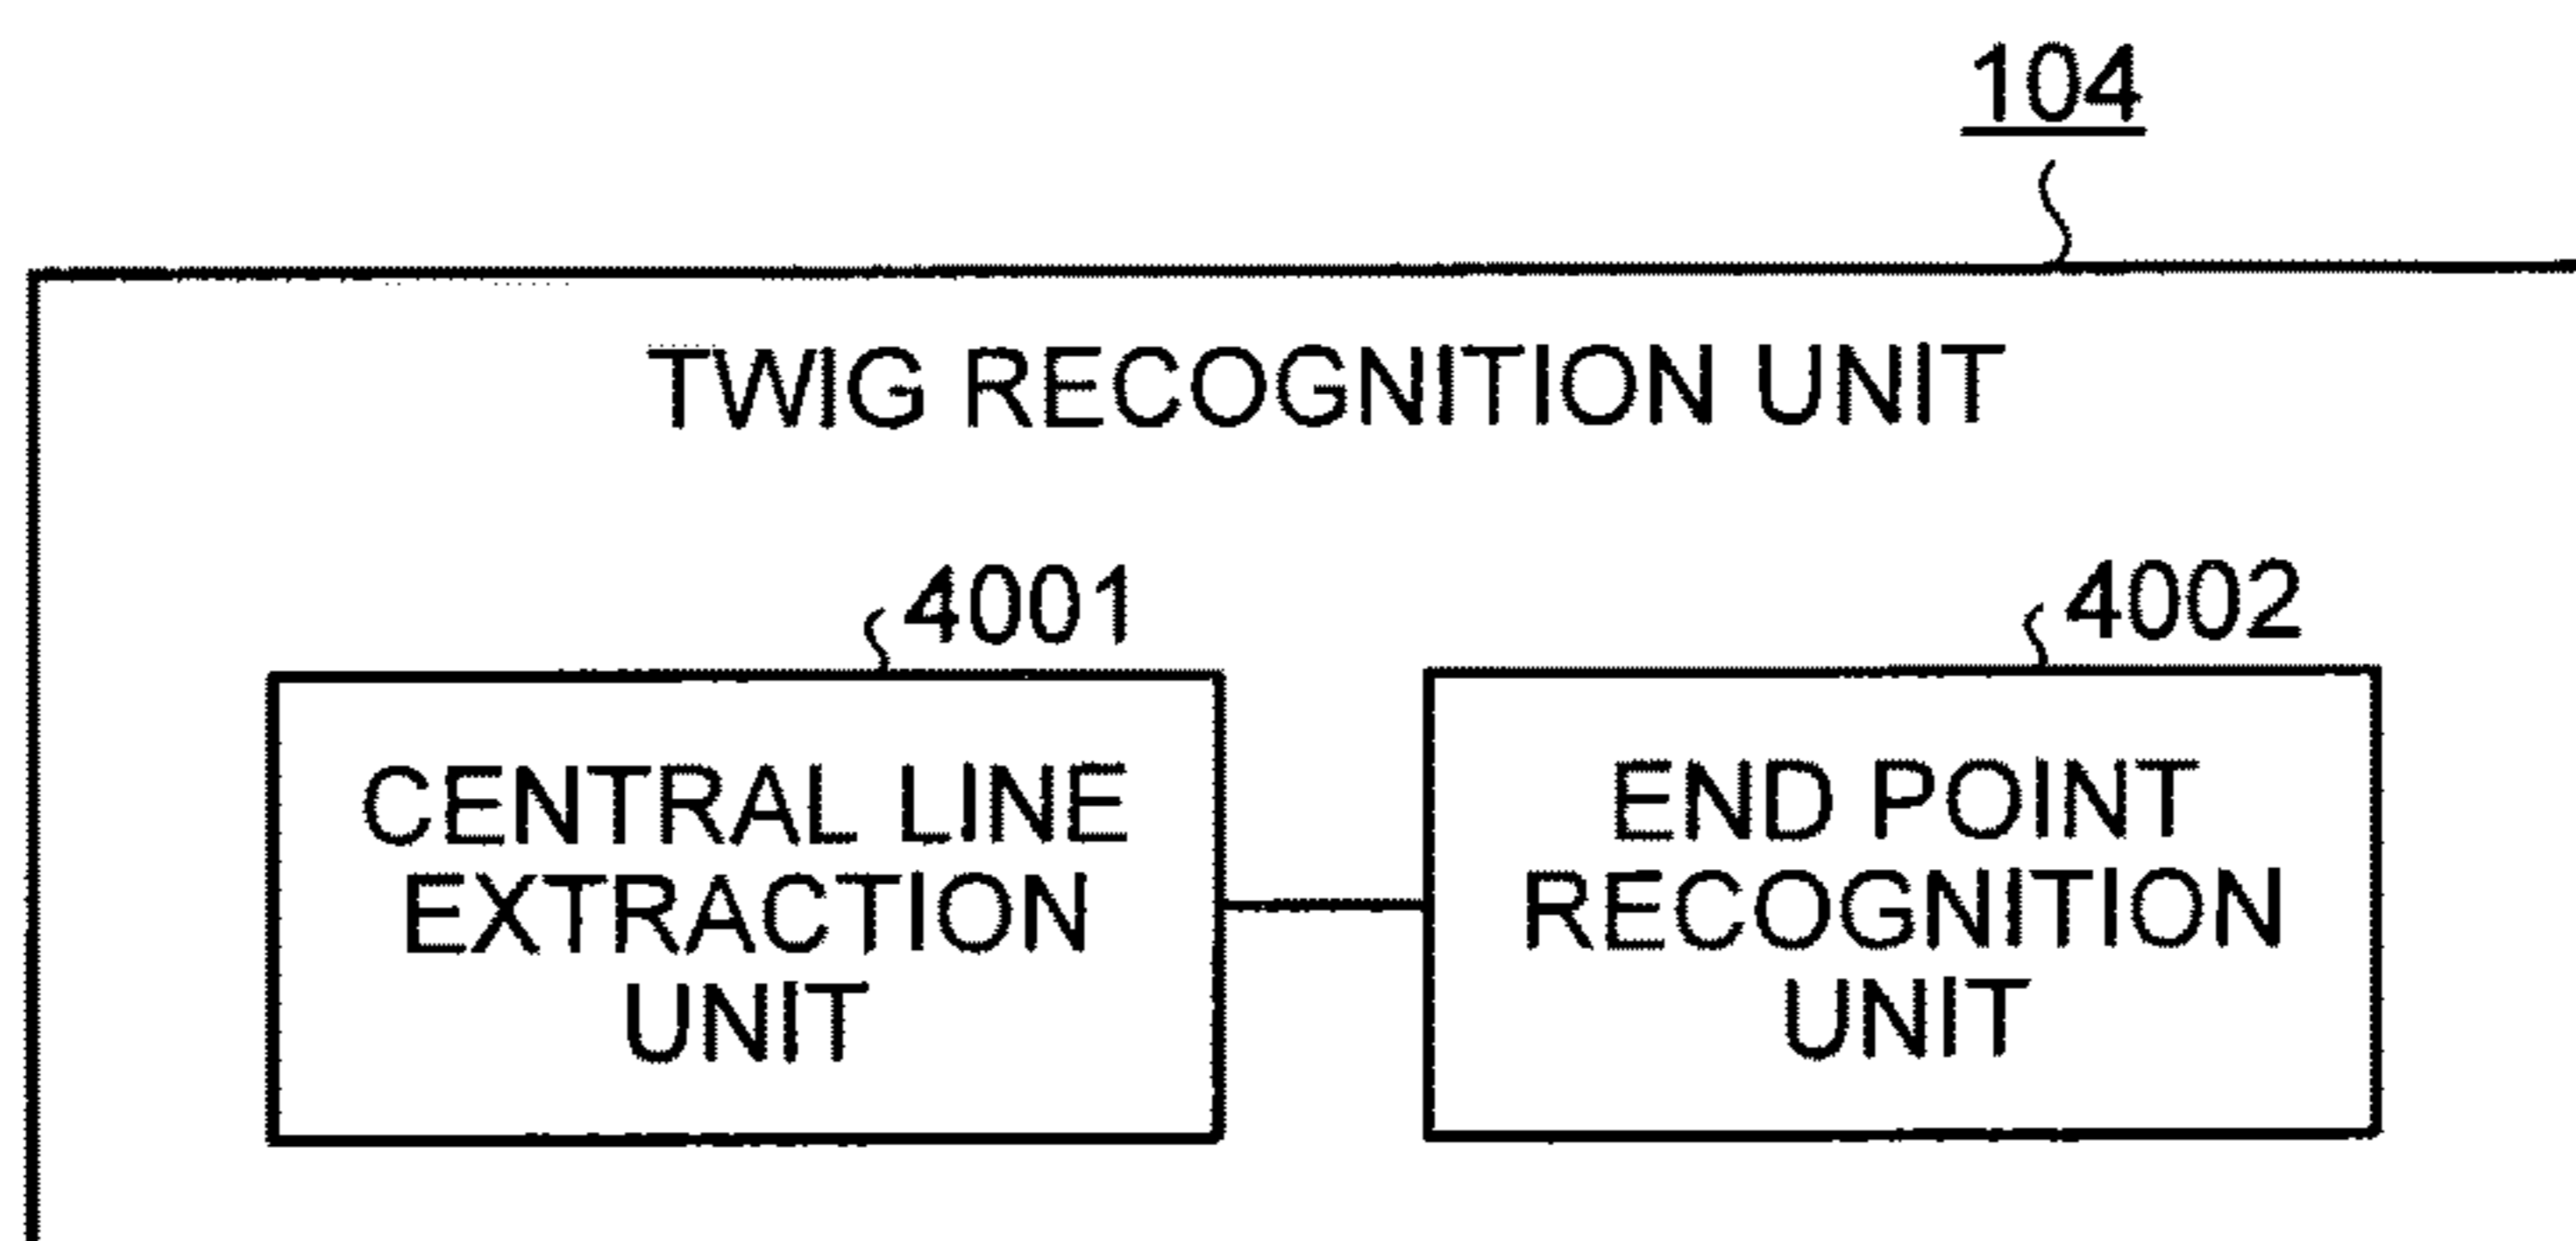 104
TWIG RECOGNITION UNIT
4001
4002
CENTRAL LINE
EXTRACTION
UNIT
END POINT
RECOGNITION
UNIT